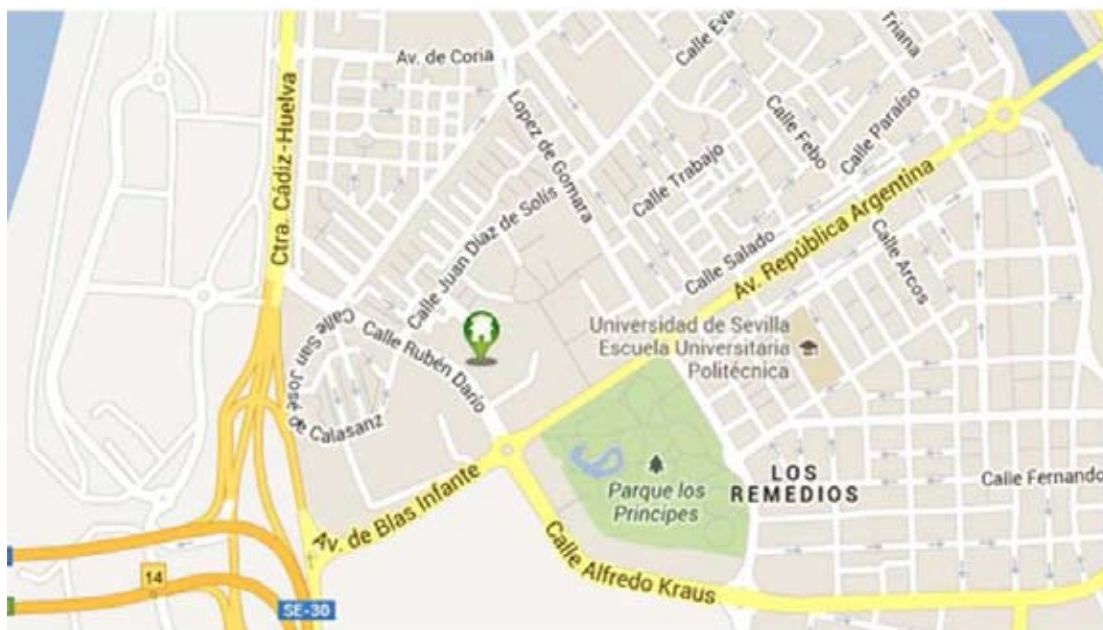 Calle Eva
Triana
Av. de Coria
Ctra. Cádiz-Huelva
Lopez de Gomara
Calle Febo
Calle Paraíso
Calle Trabajo
Calle Juan Diaz de Solís
Calle Salado
Av. República Argentina
Calle Arcos
Calle San José de Calasanz
Calle Rubén Darío
Universidad de Sevilla
Escuela Universitaria
Politécnica
LOS
REMEDIOS
Calle Fernando
Parque los
Principes
Av. de Blas Infante
Calle Alfredo Kraus
14
SE-30